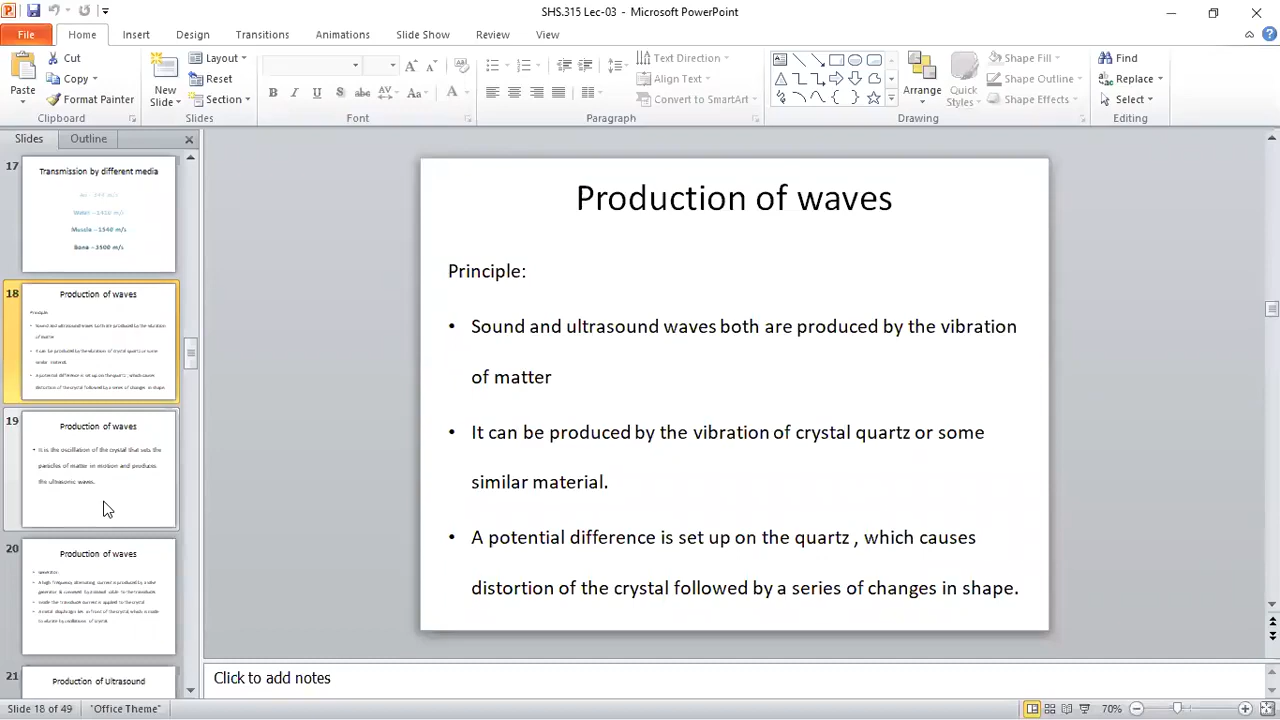 SHS.315 Lec-03 - Microsoft PowerPoint
File Home Insert Design Transitions Animations Slide Show Review View
Paste
Cut
Copy
Format Painter
Clipboard
New Slide
Layout
Reset
Section
Slides
B I U S abc AV Aa A
Font
Text Direction
Align Text
Convert to SmartArt
Paragraph
Arrange
Quick Styles
Shape Fill
Shape Outline
Shape Effects
Drawing
Find
Replace
Select
Editing
Slides Outline
17
Transmission by different media
Muscle -1540 m/s
Bone -3500 m/s
18
Production of waves
Principle:
Sound and ultrasound waves both are produced by the vibration
of matter
It can be produced by the vibration of crystal quartz or some
similar material.
A potential difference is set up on the quartz , which causes
distortion of the crystal followed by a series of changes in shape.
19
Production of waves
• It is the oscillation of the crystal that sets the
particles of matter in motion and produces
the ultrasonic waves.
20
Production of waves
21
Production of Ultrasound
Production of waves
Principle:
• Sound and ultrasound waves both are produced by the vibration
of matter
• It can be produced by the vibration of crystal quartz or some
similar material.
• A potential difference is set up on the quartz , which causes
distortion of the crystal followed by a series of changes in shape.
Click to add notes
Slide 18 of 49 "Office Theme" 70%